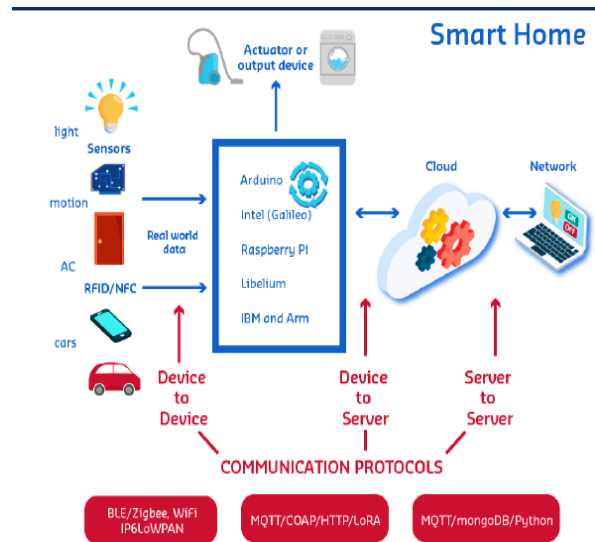 Smart Home
Actuator or
output device
light
Sensors
motion
AC
RFID/NFC
cars
Real world
data
Arduino
Intel (Galileo)
Raspberry Pi
Libelium
IBM and Arm
Cloud
Network
ON
OFF
Device
to
Device
Device
to
Server
Server
to
Server
COMMUNICATION PROTOCOLS
BLE/Zigbee, WiFi
IP6LoWPAN
MQTT/COAP/HTTP/LoRA
MQTT/mongoDB/Python